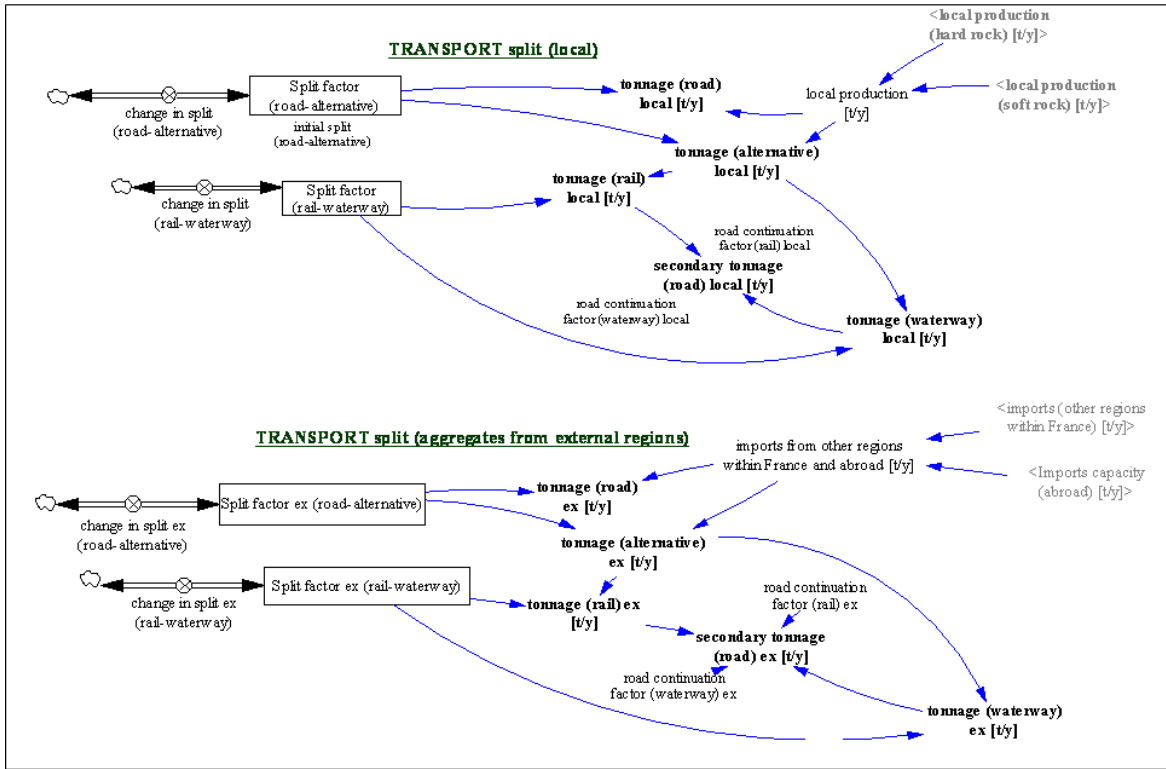 <local production
(hard rock) [t/y]>
TRANSPORT split (local)
Split factor
(road-alternative)
tonnage (road)
local [t/y]
local production
[t/y]
<local production
(soft rock) [t/y]>
change in split
(road-alternative)
initial split
(road-alternative)
tonnage (alternative)
local [t/y]
tonnage (rail)
local [t/y]
Split factor
(rail-waterway)
change in split
(rail-waterway)
road continuation
factor (rail) local
secondary tonnage
(road) local [t/y]
road continuation
factor (waterway) local
tonnage (waterway)
local [t/y]
<imports (other regions
within France) [t/y]>
TRANSPORT split (aggregates from external regions)
imports from other regions
within France and abroad [t/y]
<Imports capacity
(abroad) [t/y]>
Split factor ex (road-alternative)
tonnage (road)
ex [t/y]
change in split ex
(road-alternative)
tonnage (alternative)
ex [t/y]
Split factor ex (rail-waterway)
change in split ex
(rail-waterway)
tonnage (rail) ex
[t/y]
road continuation
factor (rail) ex
secondary tonnage
(road) ex [t/y]
road continuation
factor (waterway) ex
tonnage (waterway)
ex [t/y]